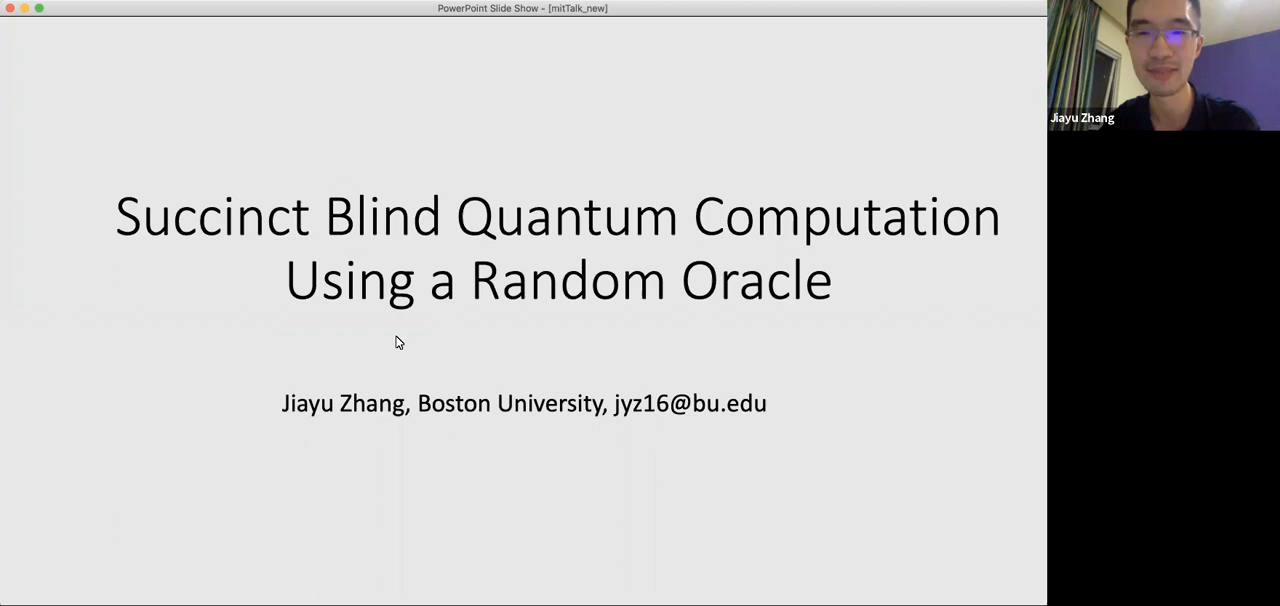 PowerPoint Slide Show - [mitTalk_new]
Succinct Blind Quantum Computation
Using a Random Oracle
Jiayu Zhang, Boston University, jyz16@bu.edu
Jiayu Zhang